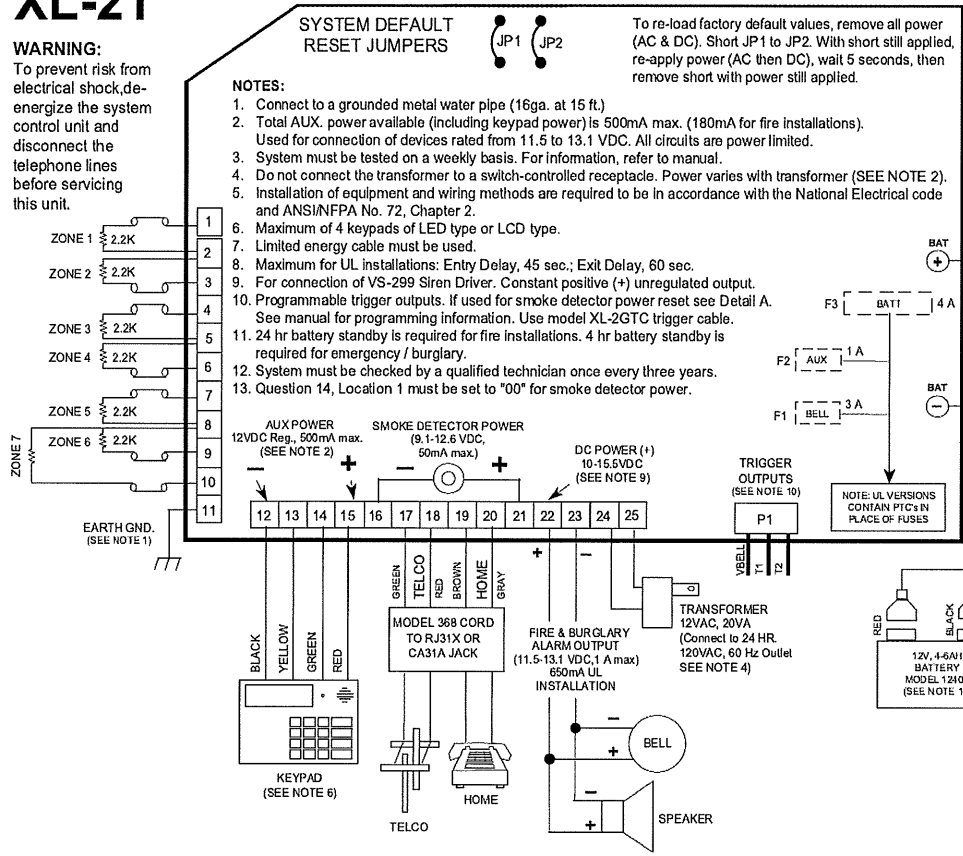 XL-21
WARNING:
To prevent risk from
electrical shock,de-
energize the system
control unit and
disconnect the
telephone lines
before servicing
this unit.
SYSTEM DEFAULT
RESET JUMPERS
JP1
JP2
To re-load factory default values, remove all power
(AC & DC). Short JP1 to JP2. With short still applied,
re-apply power (AC then DC), wait 5 seconds, then
remove short with power still applied.
NOTES:
1. Connect to a grounded metal water pipe (16ga. at 15 ft.)
2. Total AUX. power available (including keypad power) is 500mA max. (180mA for fire installations).
Used for connection of devices rated from 11.5 to 13.1 VDC. All circuits are power limited.
3. System must be tested on a weekly basis. For information, refer to manual.
4. Do not connect the transformer to a switch-controlled receptacle. Power varies with transformer (SEE NOTE 2).
5. Installation of equipment and wiring methods are required to be in accordance with the National Electrical code
and ANSI/NFPA No. 72, Chapter 2.
6. Maximum of 4 keypads of LED type or LCD type.
7. Limited energy cable must be used.
8. Maximum for UL installations: Entry Delay, 45 sec.; Exit Delay, 60 sec.
9. For connection of VS-299 Siren Driver. Constant positive (+) unregulated output.
10. Programmable trigger outputs. If used for smoke detector power reset see Detail A.
See manual for programming information. Use model XL-2GTC trigger cable.
11. 24 hr battery standby is required for fire installations. 4 hr battery standby is
required for emergency / burglary.
12. System must be checked by a qualified technician once every three years.
13. Question 14, Location 1 must be set to "00" for smoke detector power.
ZONE 1 2.2K
ZONE 2 2.2K
ZONE 3 2.2K
ZONE 4 2.2K
ZONE 5 2.2K
ZONE 6 2.2K
ZONE 7
1
2
3
4
5
6
7
8
9
10
11
EARTH GND.
(SEE NOTE 1)
BAT
+
F3 BATT 4 A
F2 AUX 1 A
F1 BELL 3 A
BAT
−
NOTE: UL VERSIONS
CONTAIN PTC's IN
PLACE OF FUSES
AUX POWER
12VDC Reg., 500mA max.
(SEE NOTE 2)
− +
SMOKE DETECTOR POWER
(9.1-12.6 VDC,
50mA max.)
− +
DC POWER (+)
10-15.5VDC
(SEE NOTE 9)
TRIGGER
OUTPUTS
(SEE NOTE 10)
P1
VBELL
T1
T2
12 13 14 15 16 17 18 19 20 21 22 23 24 25
BLACK
YELLOW
GREEN
RED
KEYPAD
(SEE NOTE 6)
GREEN
TELCO
RED
BROWN
HOME
GRAY
MODEL 368 CORD
TO RJ31X OR
CA31A JACK
TELCO
HOME
+ −
FIRE & BURGLARY
ALARM OUTPUT
(11.5-13.1 VDC,1 A max)
650mA UL
INSTALLATION
TRANSFORMER
12VAC, 20VA
(Connect to 24 HR.
120VAC, 60 Hz Outlet
SEE NOTE 4)
−
+
BELL
−
+
SPEAKER
RED
BLACK
12V, 4-6AH
BATTERY
MODEL 1240
(SEE NOTE 1